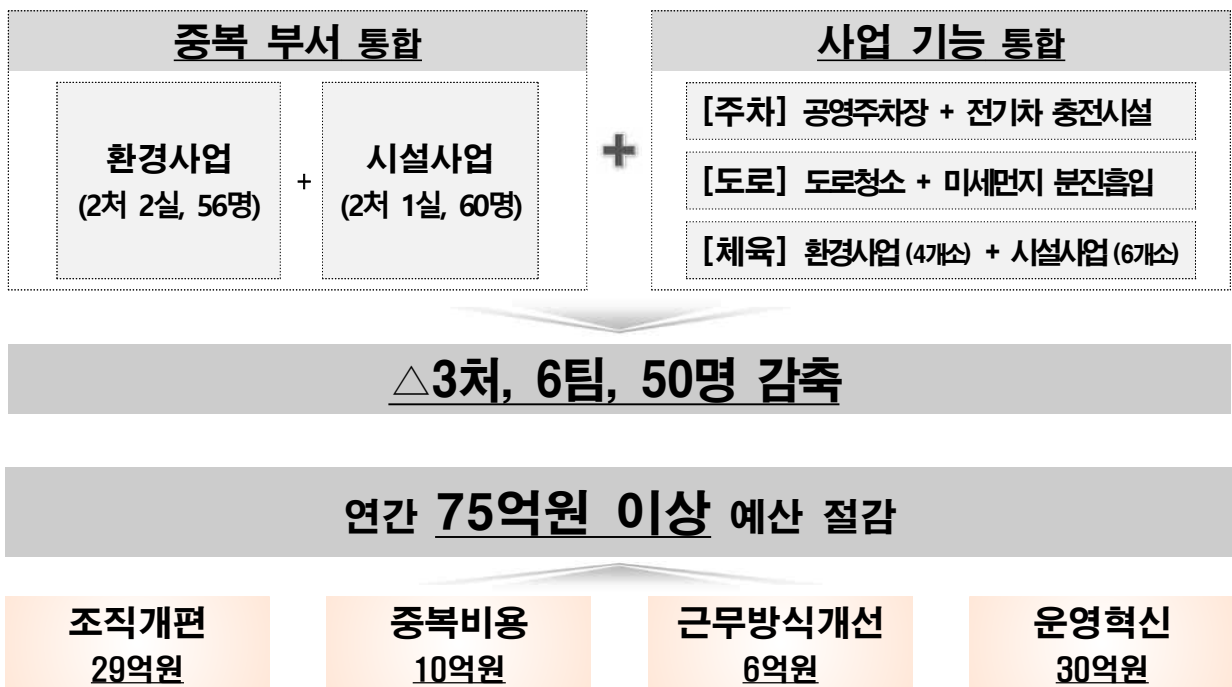 중복 부서 통합
환경사업
(2처 2실, 56명)
+
시설사업
(2처 1실, 60명)
+
사업 기능 통합
[주차] 공영주차장 + 전기차 충전시설
[도로] 도로청소 + 미세먼지 분진흡입
[체육] 환경사업(4개소) + 시설사업(6개소)
△3처, 6팀, 50명 감축
연간 75억원 이상 예산 절감
조직개편
29억원
중복비용
10억원
근무방식개선
6억원
운영혁신
30억원